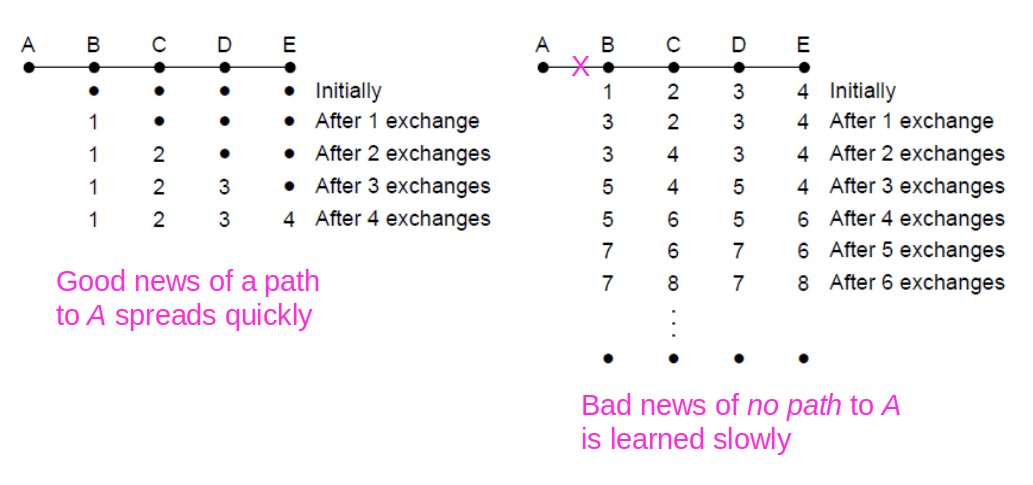 A B C D E
• • • • Initially
1 • • • After 1 exchange
1 2 • • After 2 exchanges
1 2 3 • After 3 exchanges
1 2 3 4 After 4 exchanges
Good news of a path
to A spreads quickly
A B C D E
X
1 2 3 4 Initially
3 2 3 4 After 1 exchange
3 4 3 4 After 2 exchanges
5 4 5 4 After 3 exchanges
5 6 5 6 After 4 exchanges
7 6 7 6 After 5 exchanges
7 8 7 8 After 6 exchanges
⋮
• • • •
Bad news of no path to A
is learned slowly